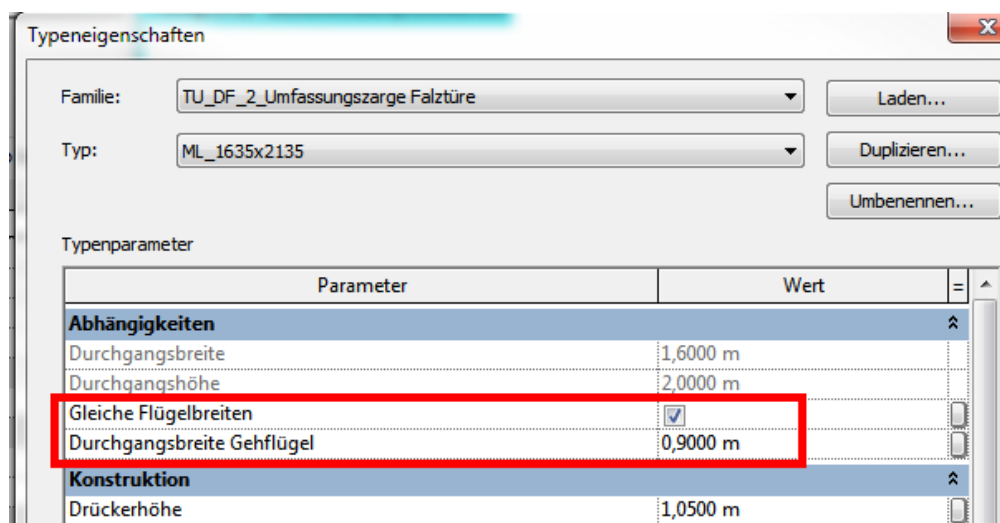 Typeneigenschaften
Familie: TU_DF_2_Umfassungszarge Falztüre Laden...
Typ: ML_1635x2135 Duplizieren...
Umbenennen...
Typenparameter
Parameter Wert =
Abhängigkeiten
Durchgangsbreite 1,6000 m
Durchgangshöhe 2,0000 m
Gleiche Flügelbreiten
Durchgangsbreite Gehflügel 0,9000 m
Konstruktion
Drückerhöhe 1,0500 m